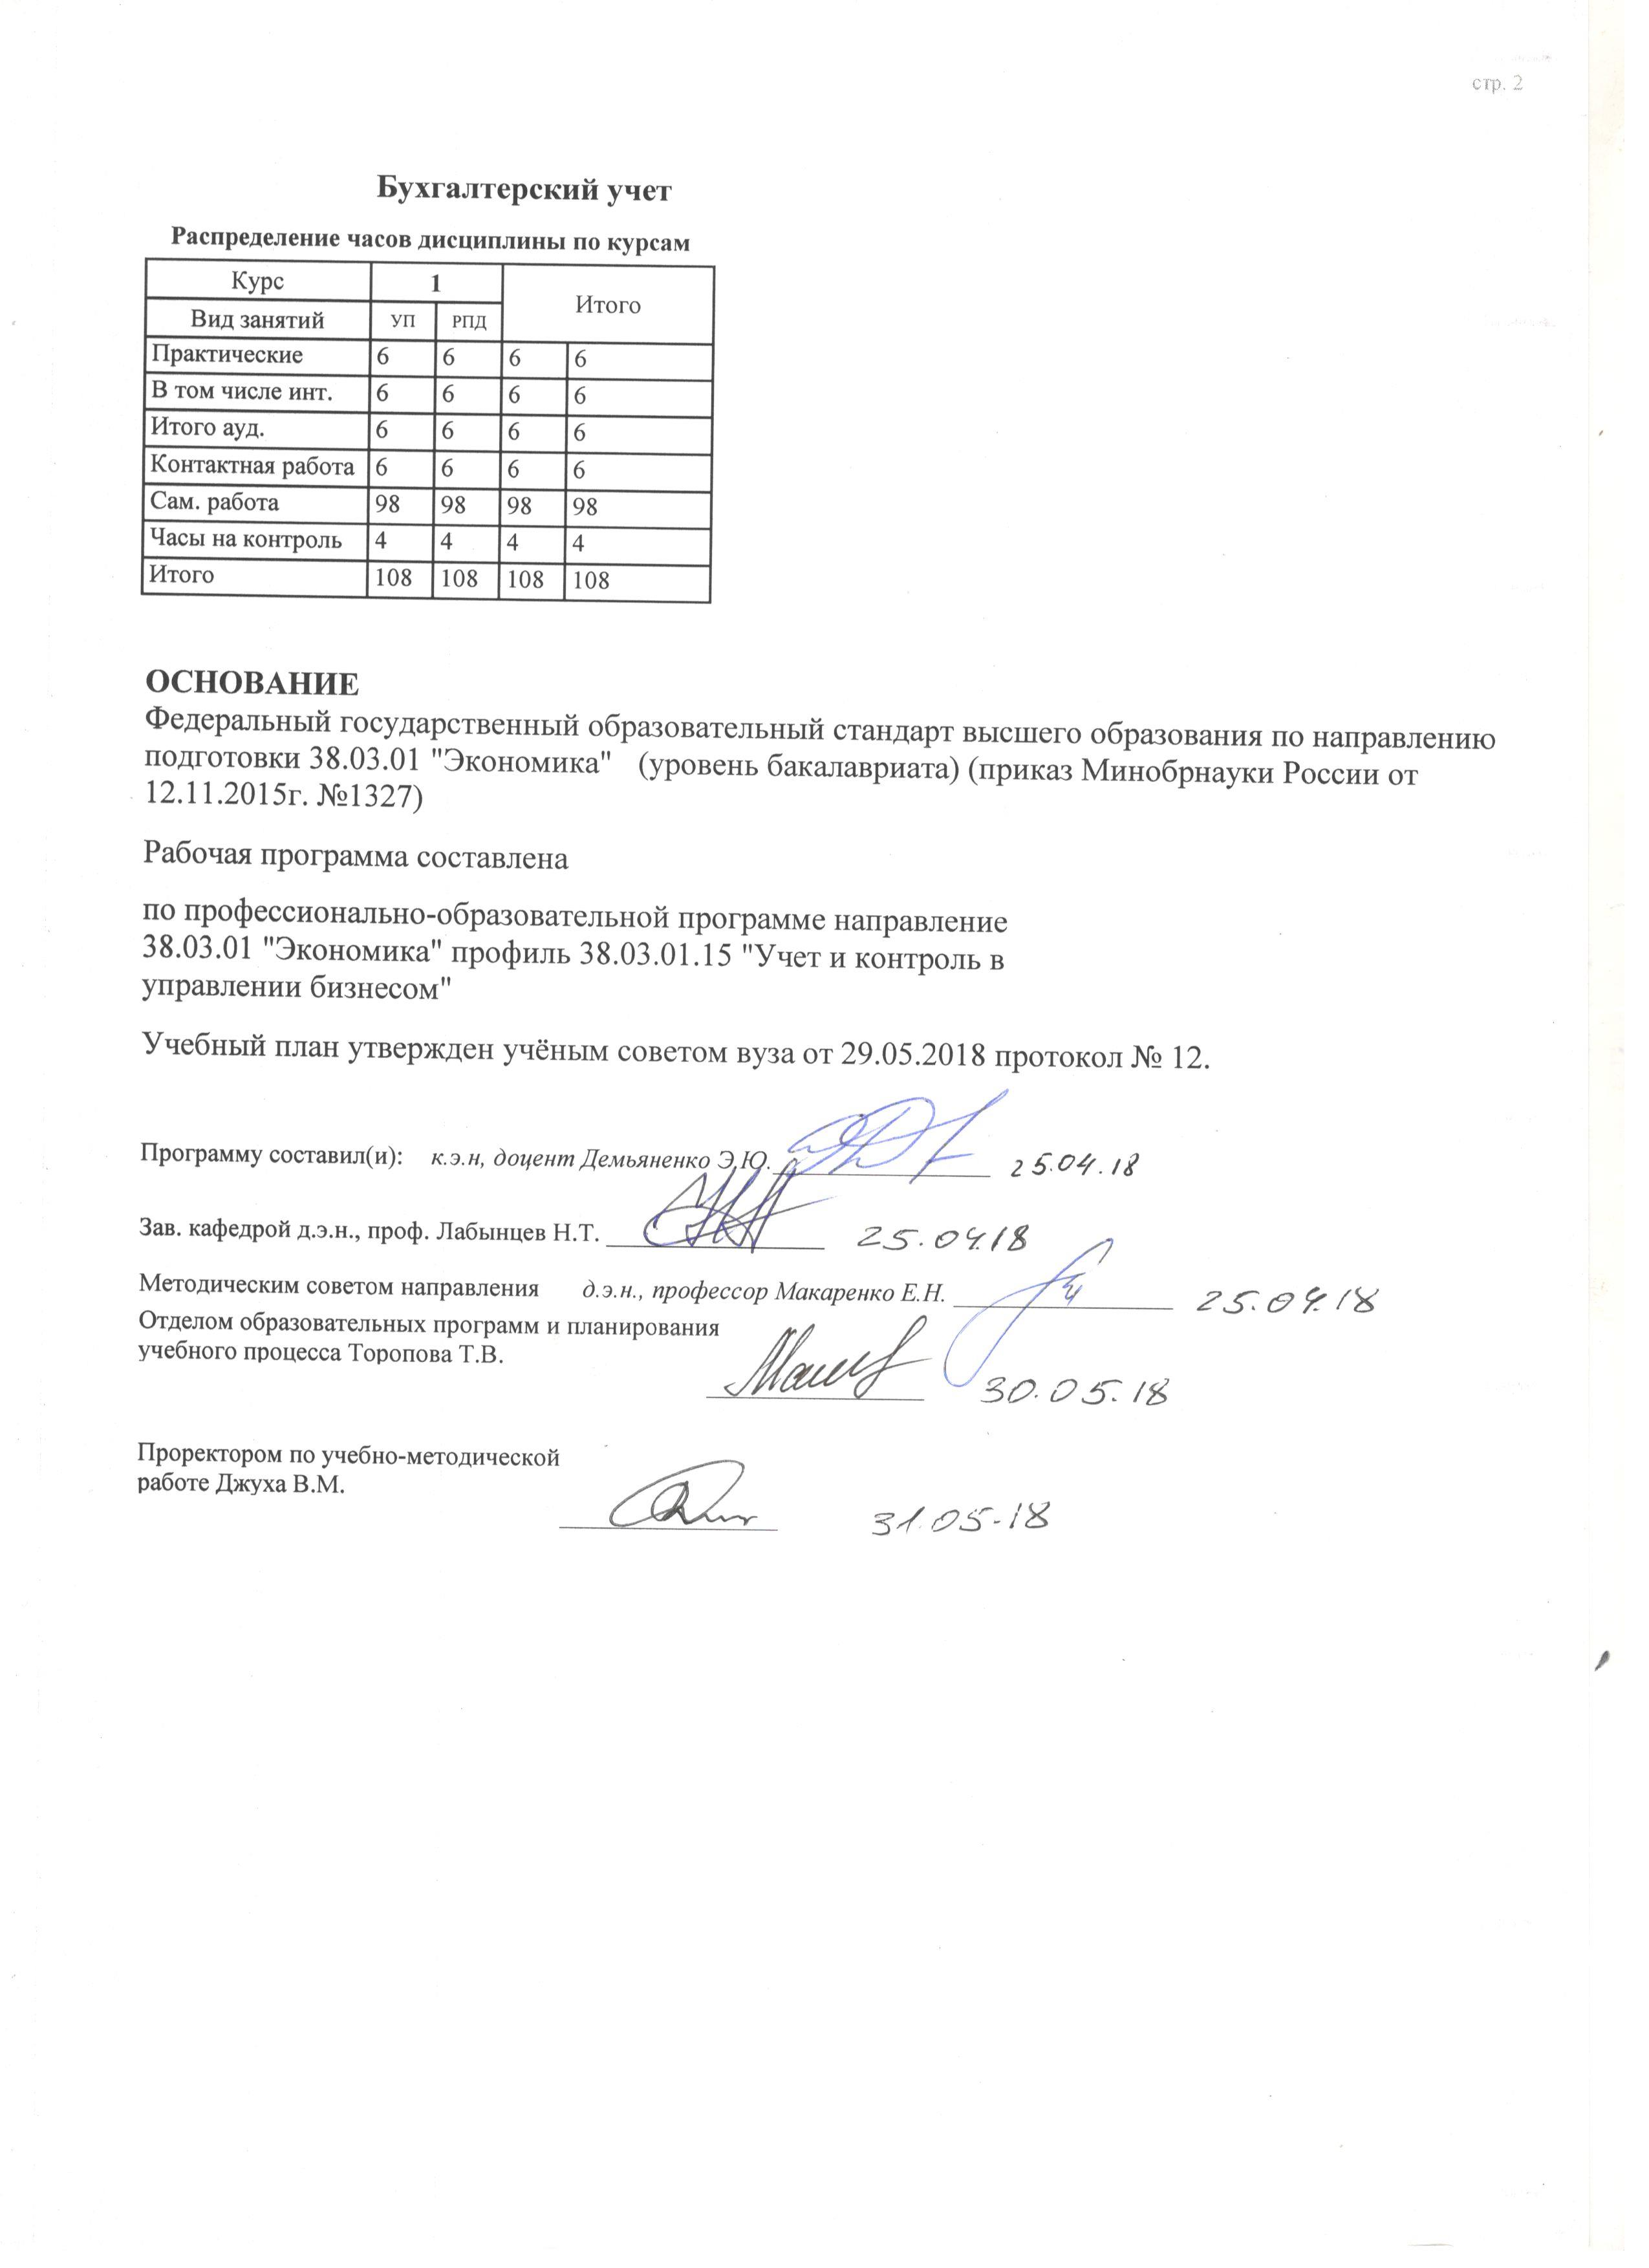 стр. 2
Бухгалтерский учет
Распределение часов дисциплины по курсам
Курс 1 Итого
Вид занятий УП РПД
Практические 6 6 6 6
В том числе инт. 6 6 6 6
Итого ауд. 6 6 6 6
Контактная работа 6 6 6 6
Сам. работа 98 98 98 98
Часы на контроль 4 4 4 4
Итого 108 108 108 108
ОСНОВАНИЕ
Федеральный государственный образовательный стандарт высшего образования по направлению
подготовки 38.03.01 "Экономика" (уровень бакалавриата) (приказ Минобрнауки России от
12.11.2015г. №1327)
Рабочая программа составлена
по профессионально-образовательной программе направление
38.03.01 "Экономика" профиль 38.03.01.15 "Учет и контроль в
управлении бизнесом"
Учебный план утвержден учёным советом вуза от 29.05.2018 протокол № 12.
Программу составил(и): к.э.н, доцент Демьяненко Э.Ю. 25.04.18
Зав. кафедрой д.э.н., проф. Лабынцев Н.Т. 25.04.18
Методическим советом направления д.э.н., профессор Макаренко Е.Н. 25.04.18
Отделом образовательных программ и планирования
учебного процесса Торопова Т.В.
30.05.18
Проректором по учебно-методической
работе Джуха В.М.
31.05-18